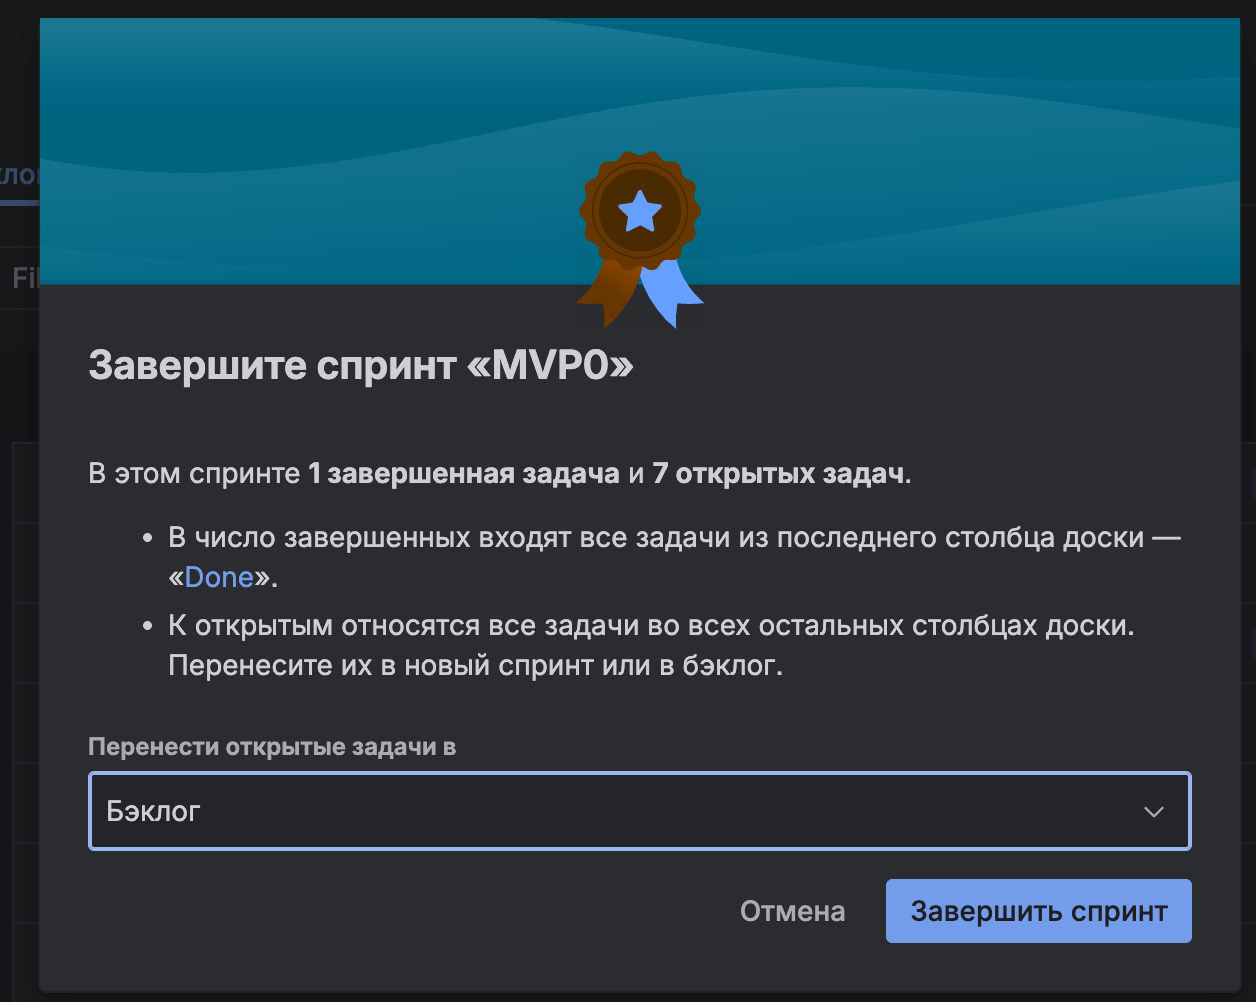 Завершите спринт «MVP0»
В этом спринте 1 завершенная задача и 7 открытых задач.
• В число завершенных входят все задачи из последнего столбца доски —
«Done».
• К открытым относятся все задачи во всех остальных столбцах доски.
Перенесите их в новый спринт или в бэклог.
Перенести открытые задачи в
Бэклог
Отмена
Завершить спринт